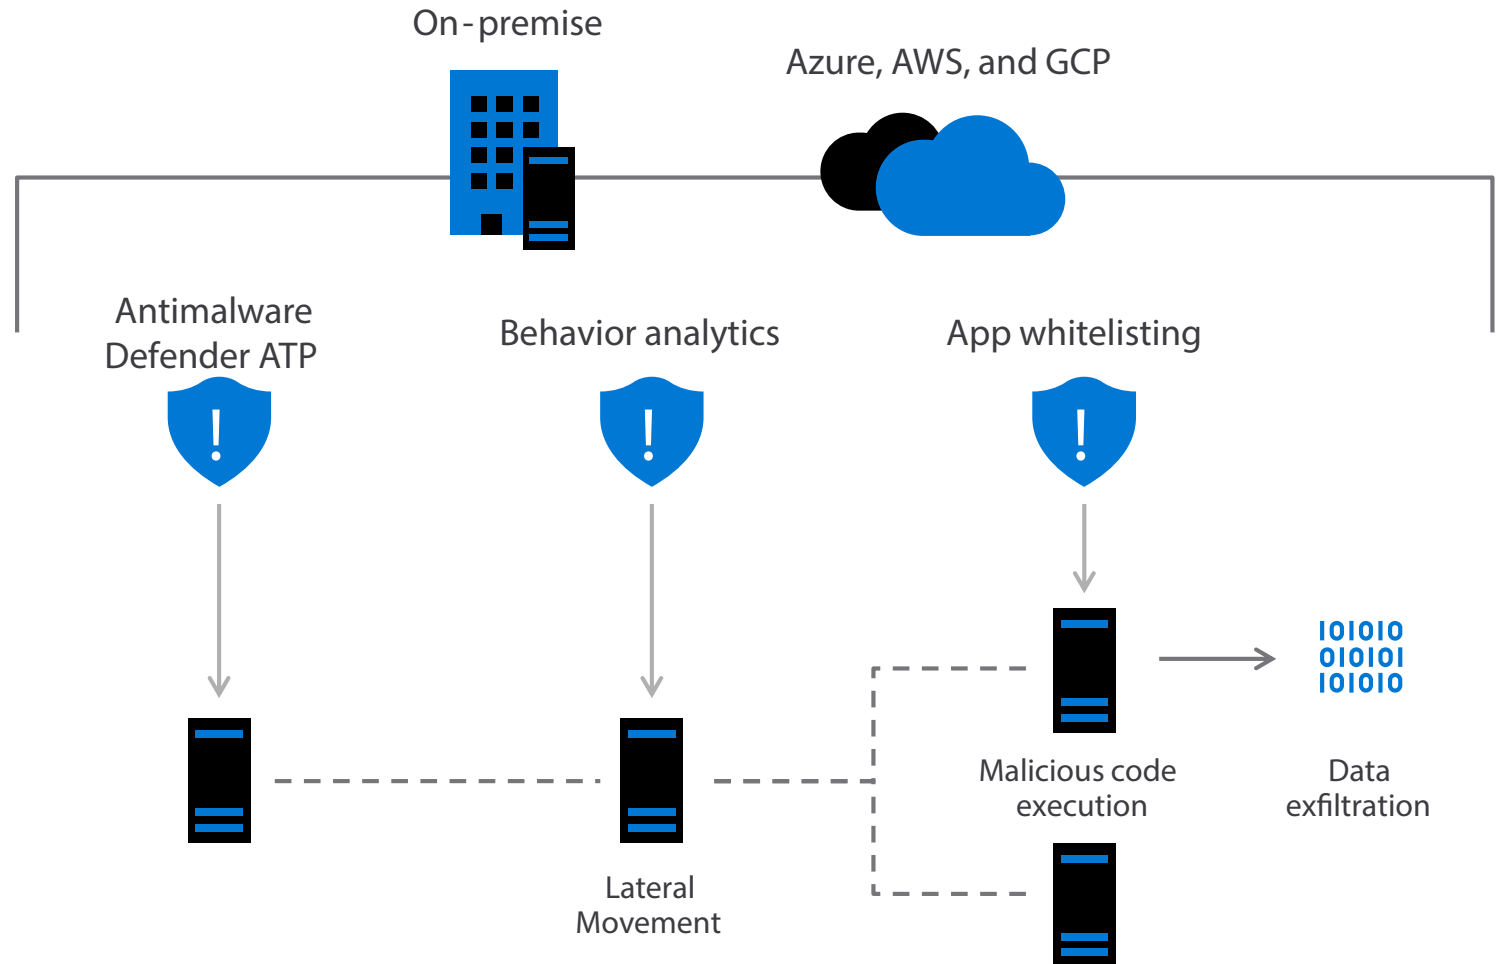 On-premise
Azure, AWS, and GCP
Antimalware
Defender ATP
Behavior analytics
App whitelisting
!
!
!
101010
010101
101010
Malicious code
execution
Data
exfiltration
Lateral
Movement